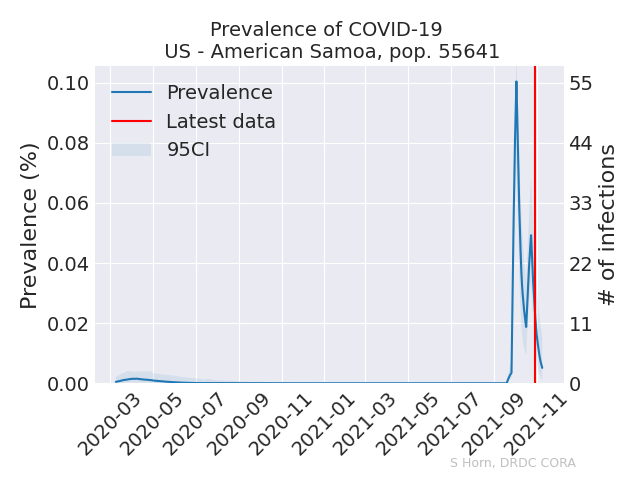 Prevalence of COVID-19
US - American Samoa, pop. 55641
Prevalence
Latest data
95CI
Prevalence (%)
0.10
0.08
0.06
0.04
0.02
0.00
55
44
33
22
11
0
# of infections
2020-03
2020-05
2020-07
2020-09
2020-11
2021-01
2021-03
2021-05
2021-07
2021-09
2021-11
S Horn, DRDC CORA